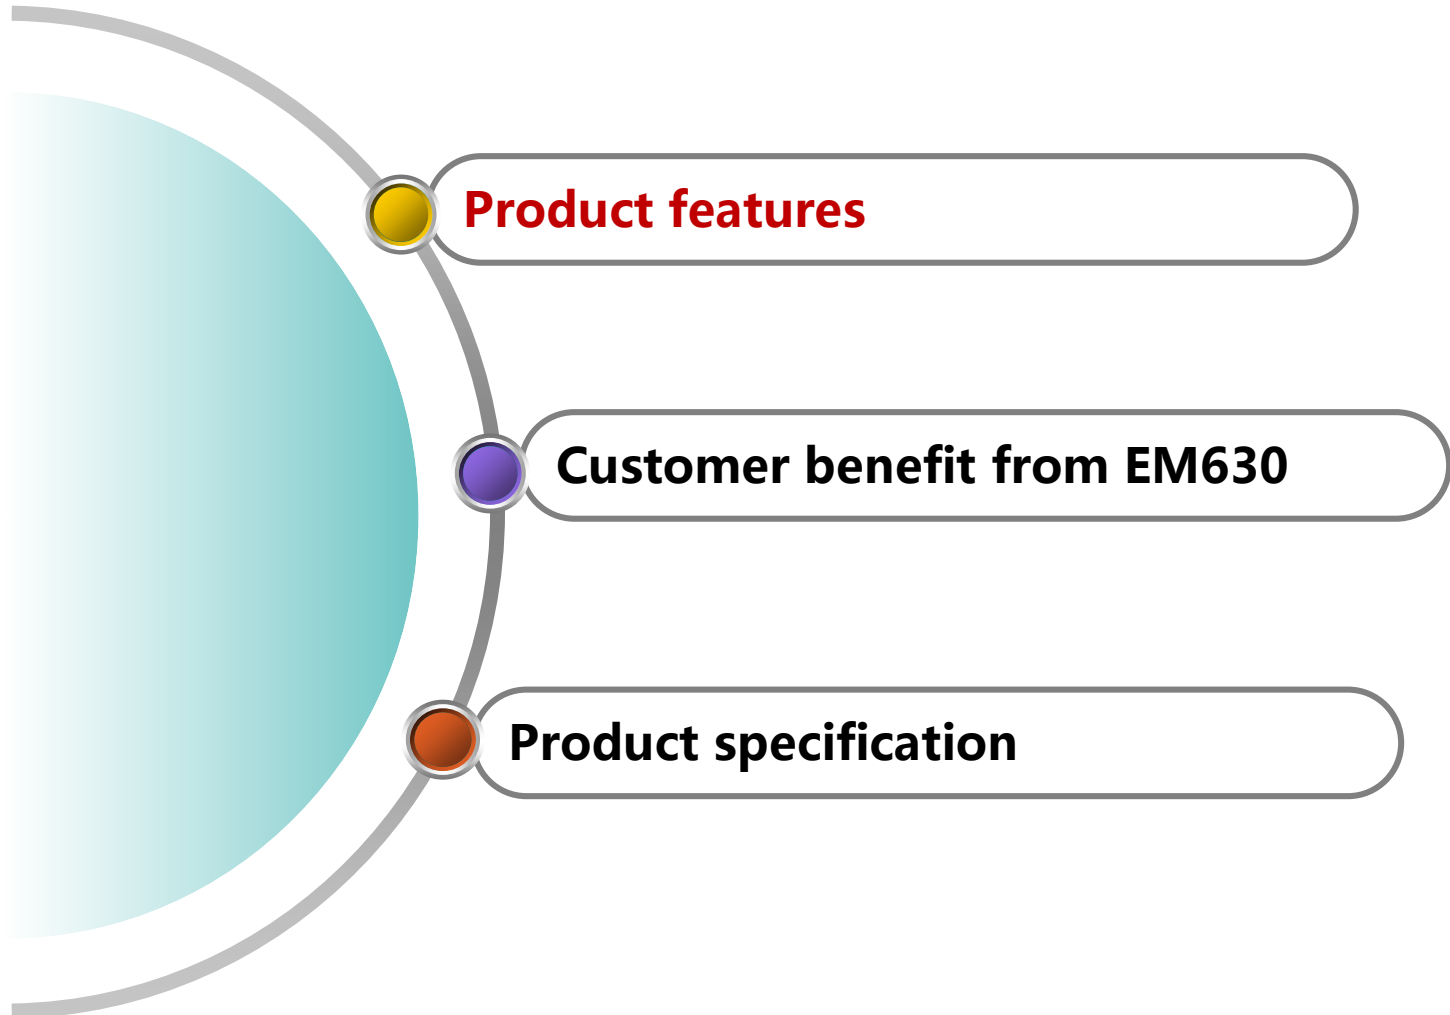 Product features
Customer benefit from EM630
Product specification